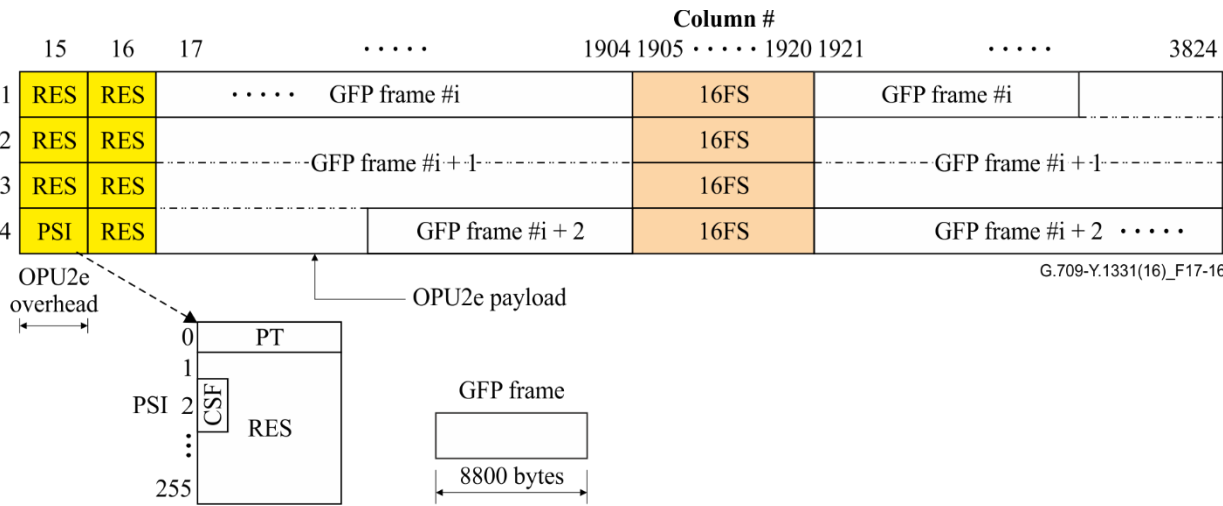 Column #
15 16 17 ····· 1904 1905 ····· 1920 1921 ····· 3824
1 RES RES ····· GFP frame #i 16FS GFP frame #i
2 RES RES 16FS
GFP frame #i + 1 GFP frame #i + 1
3 RES RES 16FS
4 PSI RES GFP frame #i + 2 16FS GFP frame #i + 2 ·····
G.709-Y.1331(16)_F17-16
OPU2e
overhead
OPU2e payload
0 PT
1
PSI 2 CSF
RES
⋮
255
GFP frame
8800 bytes